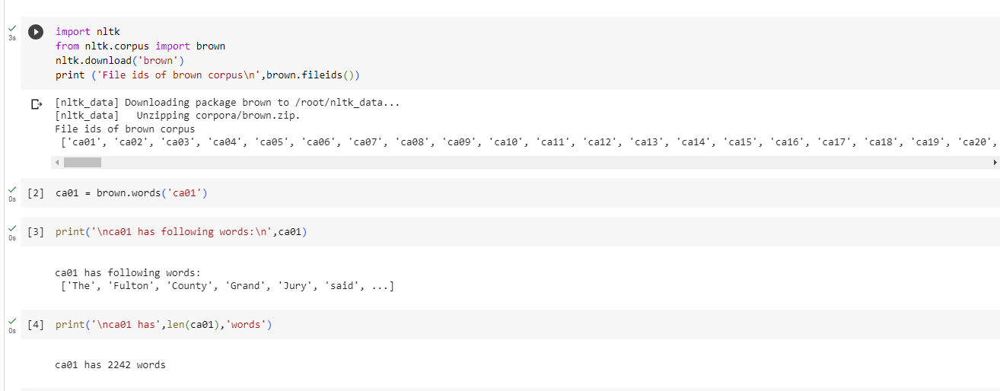 3s
import nltk
from nltk.corpus import brown
nltk.download('brown')
print ('File ids of brown corpus\n',brown.fileids())
[nltk_data] Downloading package brown to /root/nltk_data...
[nltk_data]   Unzipping corpora/brown.zip.
File ids of brown corpus
['ca01', 'ca02', 'ca03', 'ca04', 'ca05', 'ca06', 'ca07', 'ca08', 'ca09', 'ca10', 'ca11', 'ca12', 'ca13', 'ca14', 'ca15', 'ca16', 'ca17', 'ca18', 'ca19', 'ca20',
0s [2] ca01 = brown.words('ca01')
0s [3] print('\nca01 has following words:\n',ca01)
ca01 has following words:
['The', 'Fulton', 'County', 'Grand', 'Jury', 'said', ...]
0s [4] print('\nca01 has',len(ca01),'words')
ca01 has 2242 words